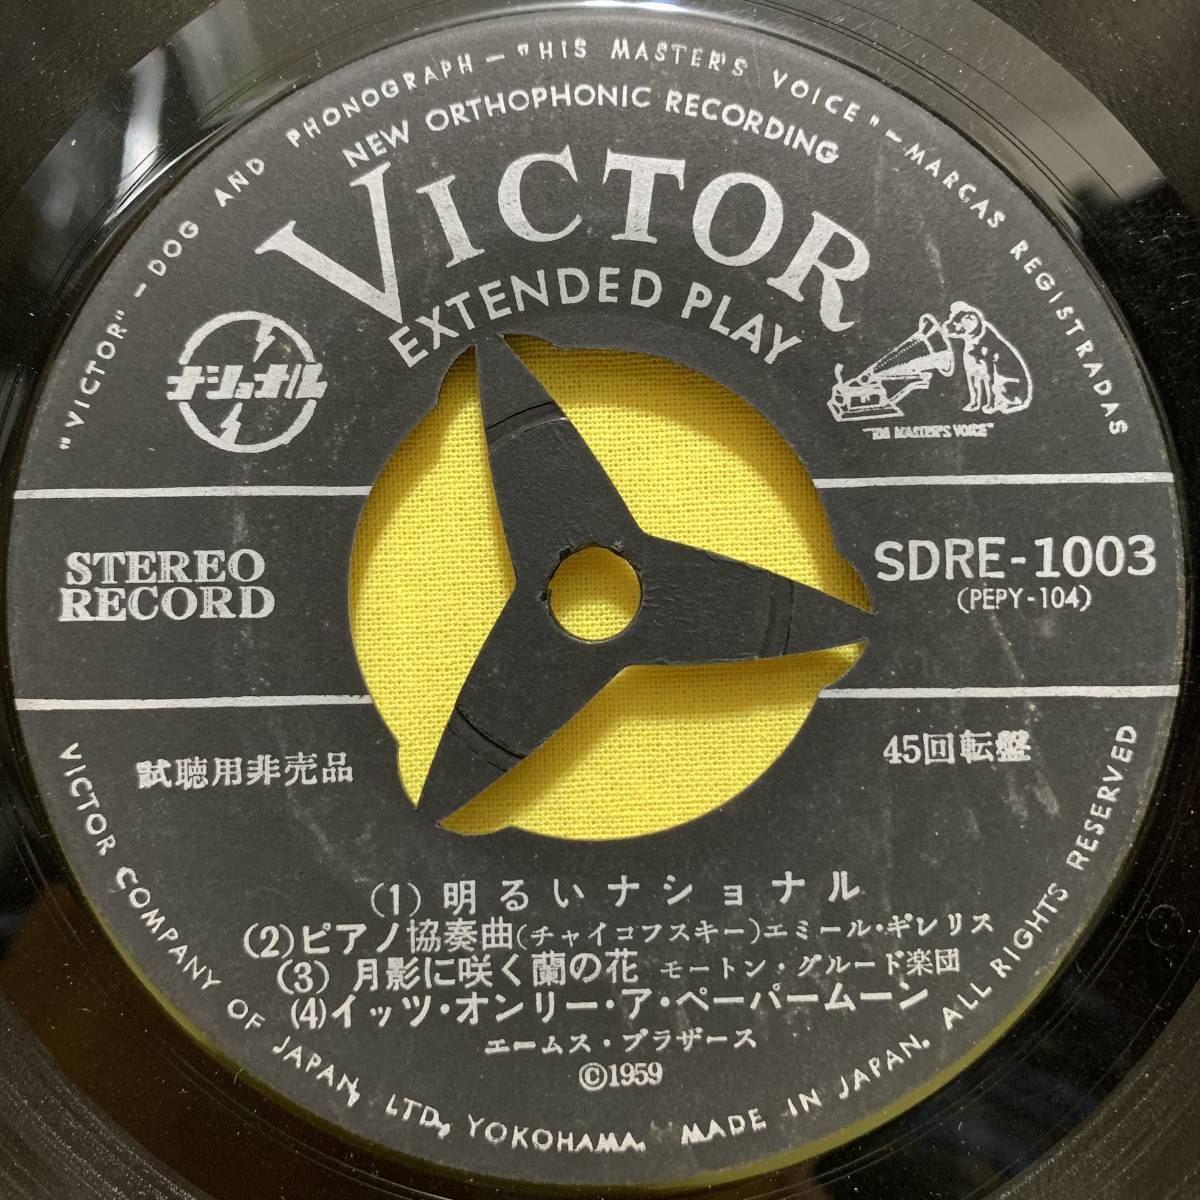 "VICTOR" — DOG AND PHONOGRAPH — "HIS MASTER'S VOICE" — MARCAS REGISTRADAS
NEW ORTHOPHONIC RECORDING
VICTOR
EXTENDED PLAY
ナショナル
"HIS MASTER'S VOICE"
STEREO
RECORD
SDRE-1003
(PEPY-104)
試聴用非売品
45回転盤
(1) 明るいナショナル
(2)ピアノ協奏曲(チャイコフスキー)エミール・ギレリス
(3) 月影に咲く蘭の花 モートン・グルード楽団
(4)イッツ・オンリー・ア・ペーパームーン
エームス・ブラザース
©1959
VICTOR COMPANY OF JAPAN, LTD., YOKOHAMA. MADE IN JAPAN. ALL RIGHTS RESERVED